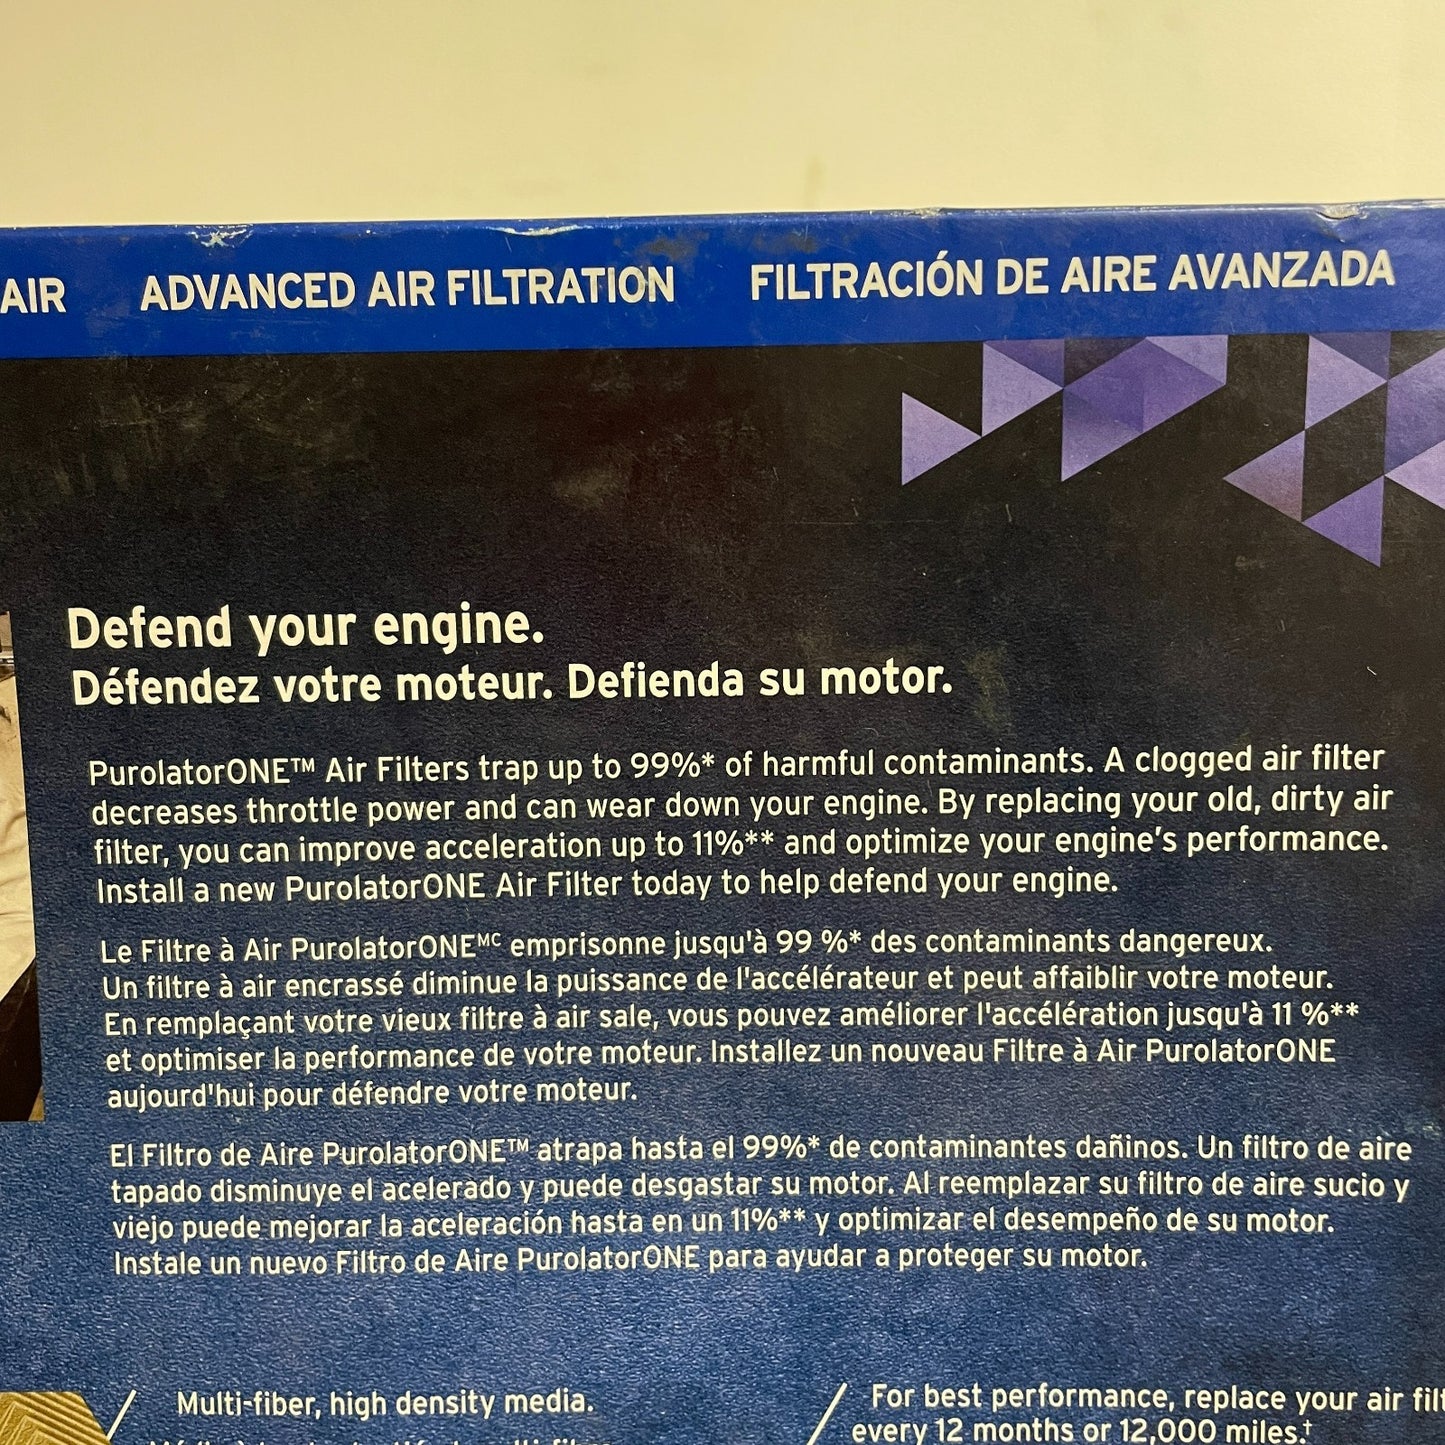 AIR ADVANCED AIR FILTRATION FILTRACIÓN DE AIRE AVANZADA
Defend your engine.
Défendez votre moteur. Defienda su motor.
PurolatorONE™ Air Filters trap up to 99%* of harmful contaminants. A clogged air filter
decreases throttle power and can wear down your engine. By replacing your old, dirty air
filter, you can improve acceleration up to 11%** and optimize your engine's performance.
Install a new PurolatorONE Air Filter today to help defend your engine.
Le Filtre à Air PurolatorONEᴹᶜ emprisonne jusqu'à 99 %* des contaminants dangereux.
Un filtre à air encrassé diminue la puissance de l'accélérateur et peut affaiblir votre moteur.
En remplaçant votre vieux filtre à air sale, vous pouvez améliorer l'accélération jusqu'à 11 %**
et optimiser la performance de votre moteur. Installez un nouveau Filtre à Air PurolatorONE
aujourd'hui pour défendre votre moteur.
El Filtro de Aire PurolatorONE™ atrapa hasta el 99%* de contaminantes dañinos. Un filtro de aire
tapado disminuye el acelerado y puede desgastar su motor. Al reemplazar su filtro de aire sucio y
viejo puede mejorar la aceleración hasta en un 11%** y optimizar el desempeño de su motor.
Instale un nuevo Filtro de Aire PurolatorONE para ayudar a proteger su motor.
Multi-fiber, high density media.
For best performance, replace your air filt
every 12 months or 12,000 miles.†